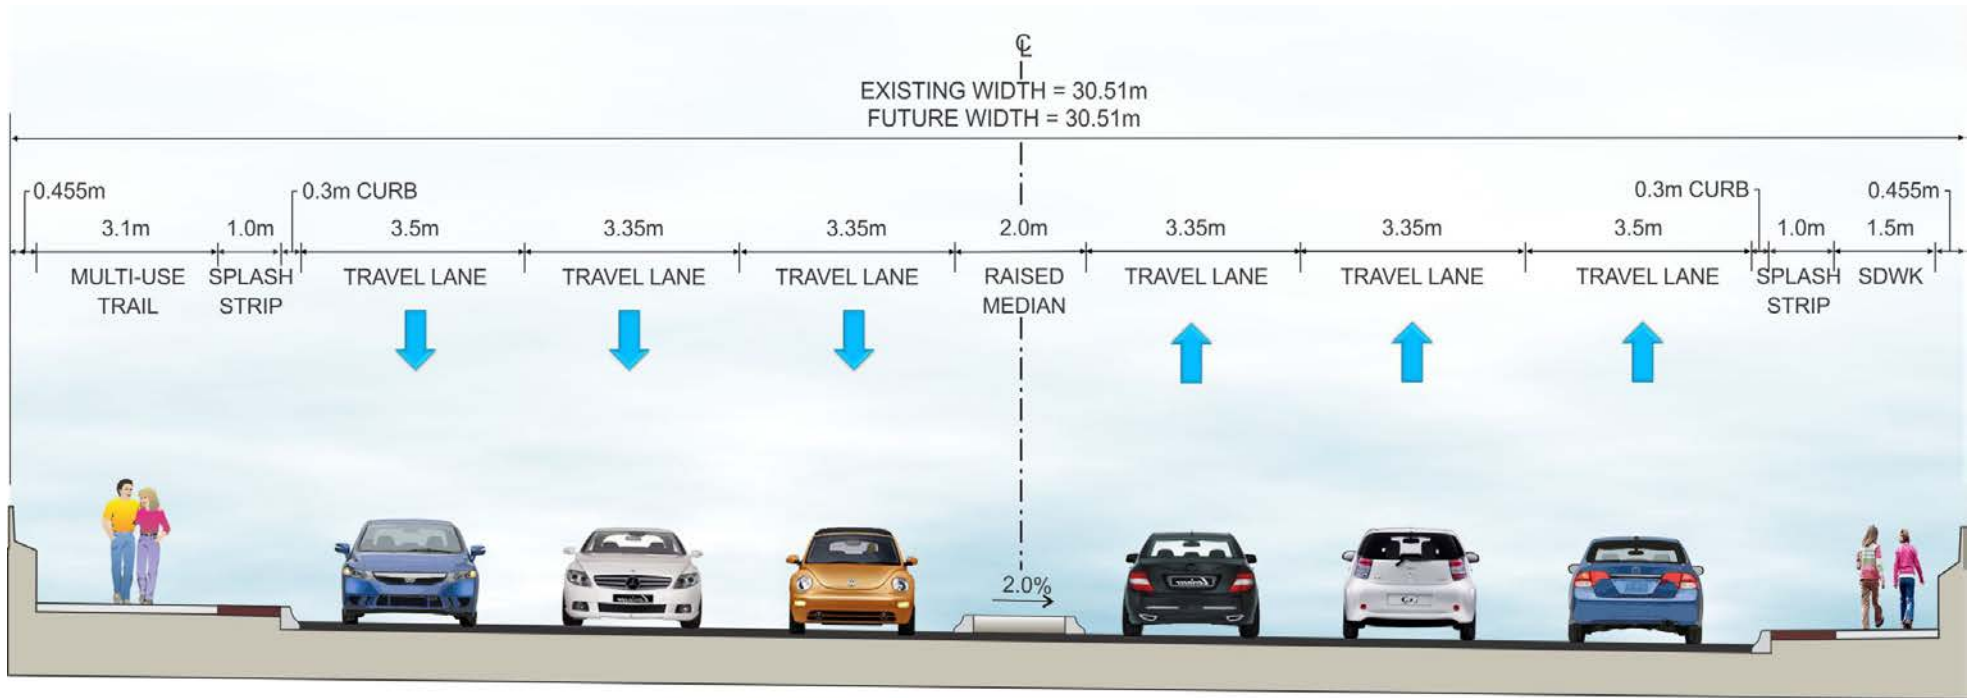 ℄
EXISTING WIDTH = 30.51m
FUTURE WIDTH = 30.51m
0.455m
0.3m CURB
0.3m CURB
0.455m
3.1m
1.0m
3.5m
3.35m
3.35m
2.0m
3.35m
3.35m
3.5m
1.0m
1.5m
MULTI-USE
TRAIL
SPLASH
STRIP
TRAVEL LANE
TRAVEL LANE
TRAVEL LANE
RAISED
MEDIAN
TRAVEL LANE
TRAVEL LANE
TRAVEL LANE
SPLASH
STRIP
SDWK
2.0%